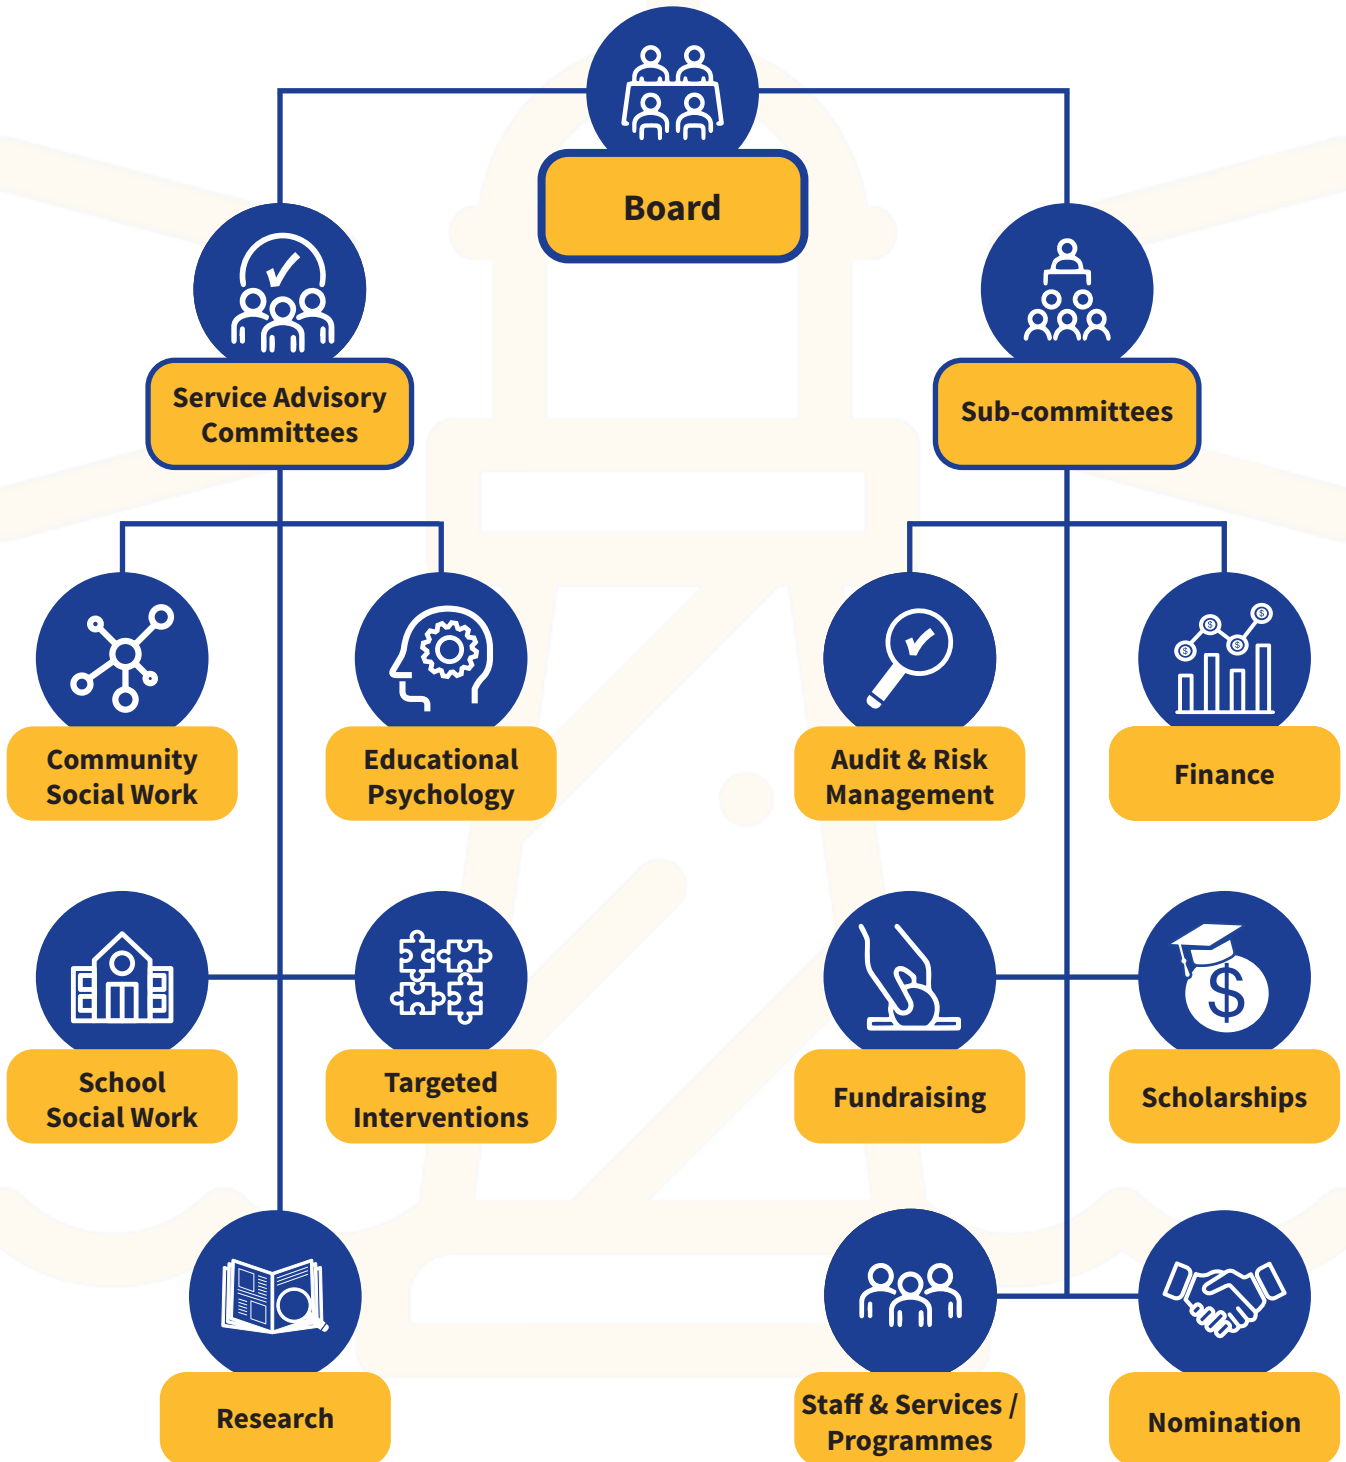 Board
Service Advisory
Committees
Sub-committees
Community
Social Work
Educational
Psychology
Audit & Risk
Management
Finance
School
Social Work
Targeted
Interventions
Fundraising
Scholarships
Research
Staff & Services /
Programmes
Nomination